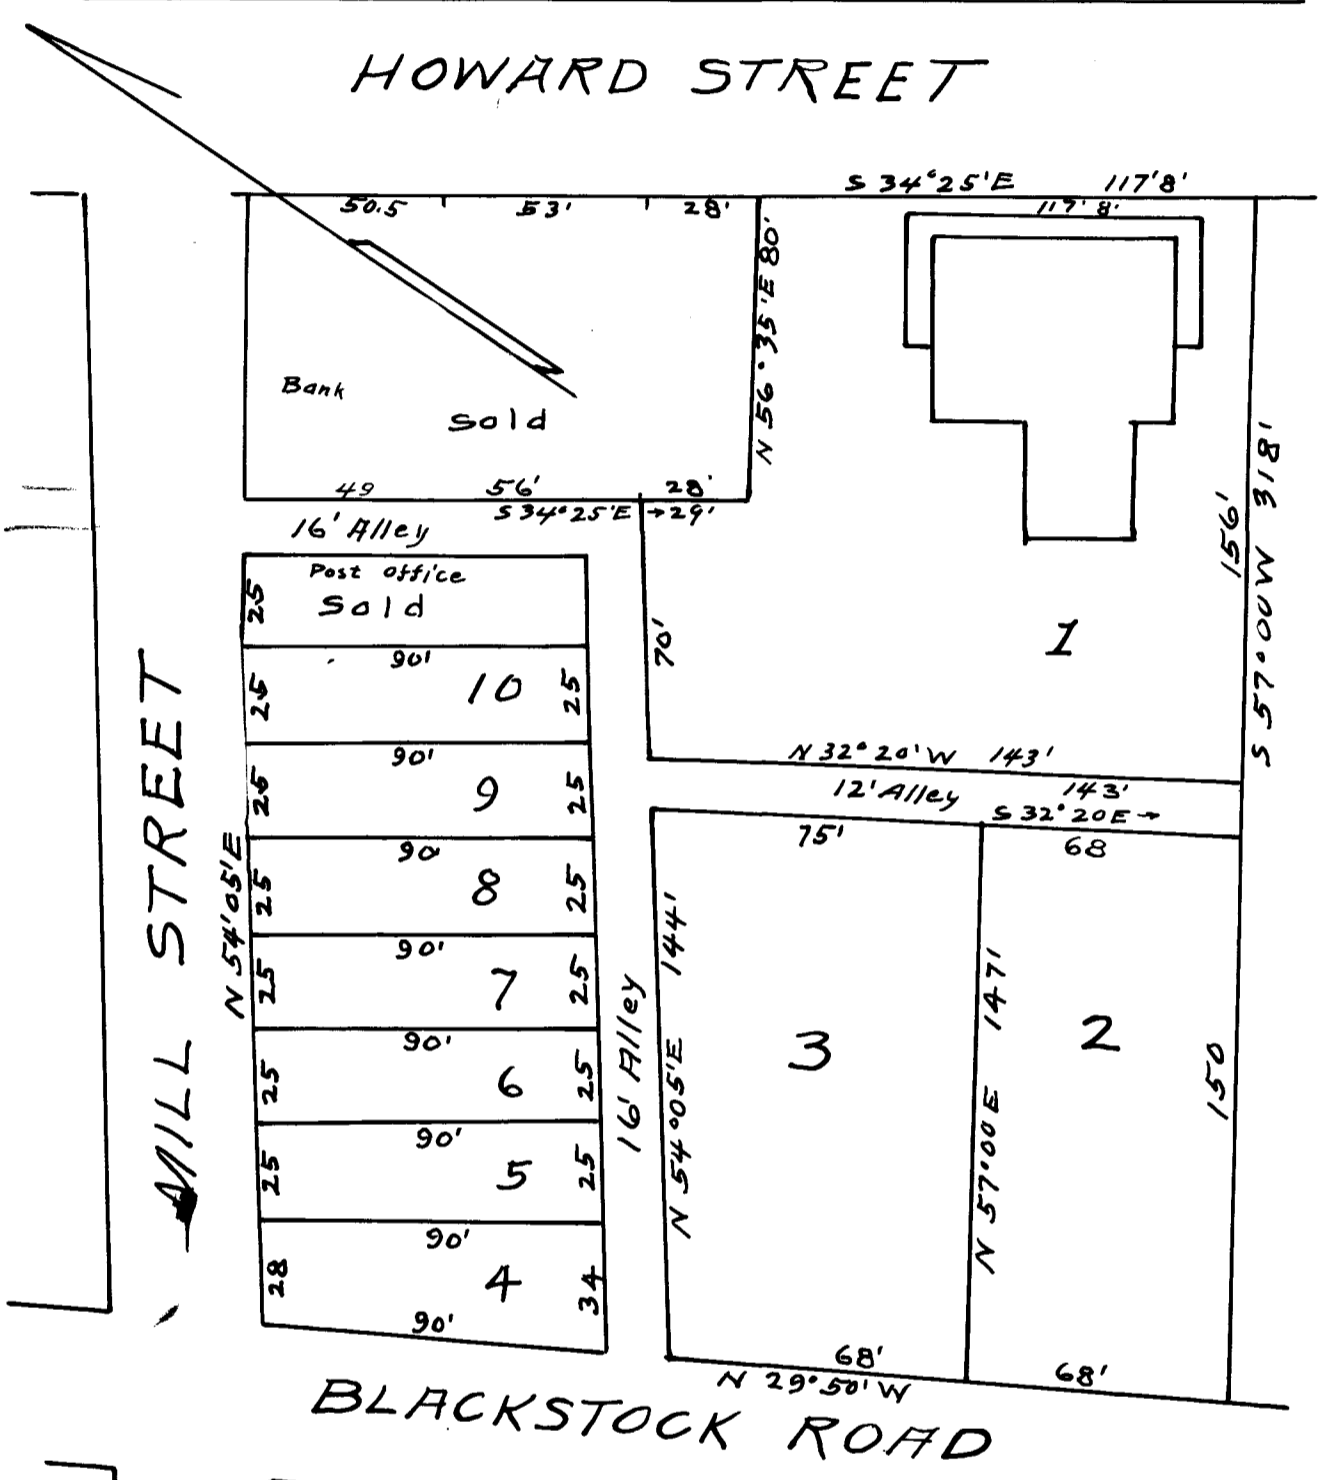 HOWARD STREET
S 34°25'E 117'8'
50.5 53' 28' 117'8'
N 56°35'E 80'
Bank
Sold
49 56' 28'
S 34°25'E → 29'
16' Alley
Post office
Sold
25
90'
10
25 25
90'
9
25 25
90
8
25 25
90'
7
25 25
90'
6
25 25
90'
5
25 25
90'
4
28 34
90'
MILL STREET
N 54'05'E
16' Alley
70'
1
156'
S 57°00W 318'
N 32°20'W 143'
12' Alley 143'
S 32°20E →
75' 68
N 54°05'E 144'
3
N 57°00E 147'
2
150
68' 68'
N 29°50'W
BLACKSTOCK ROAD